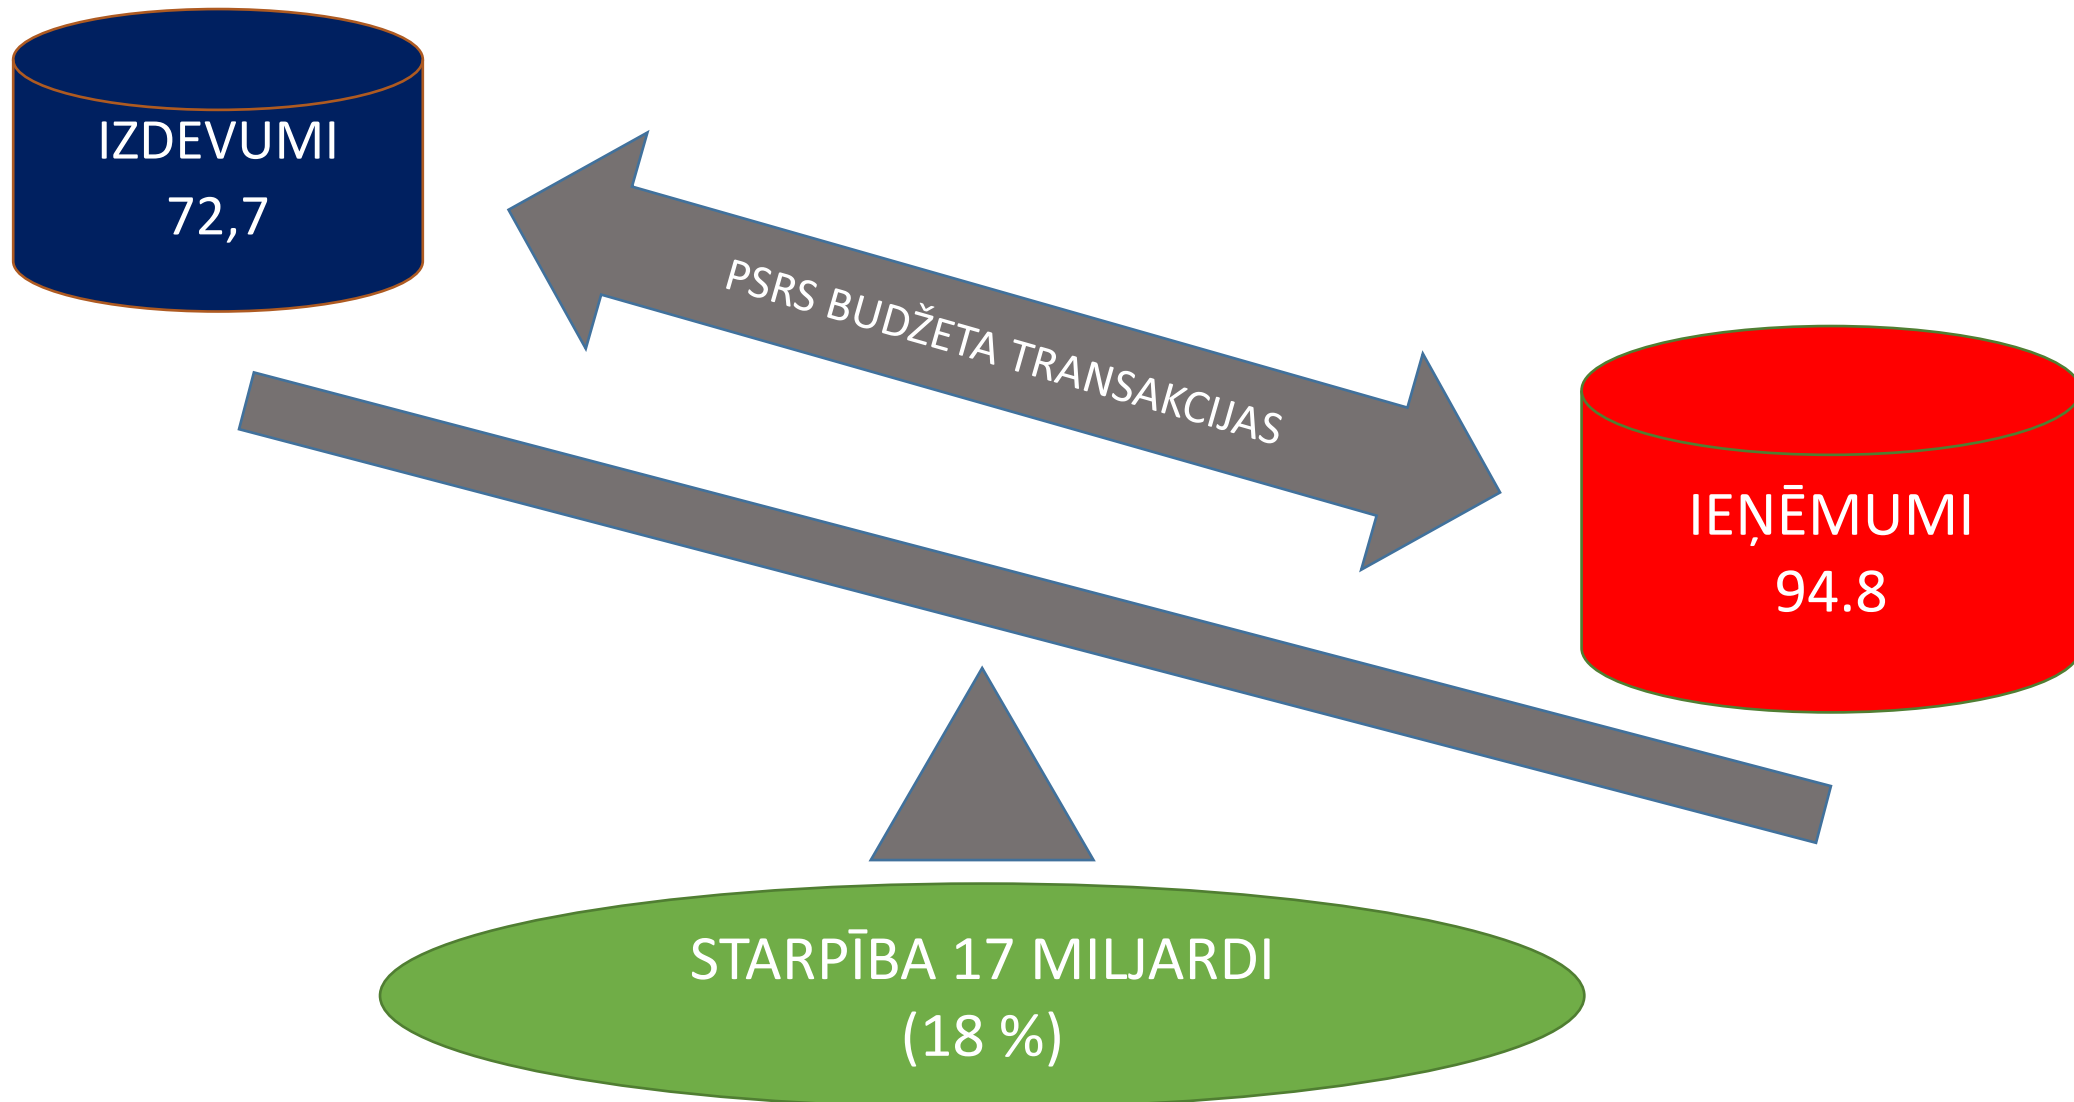 IZDEVUMI
72,7
PSRS BUDŽETA TRANSAKCIJAS
IEŅĒMUMI
94.8
STARPĪBA 17 MILJARDI
(18 %)